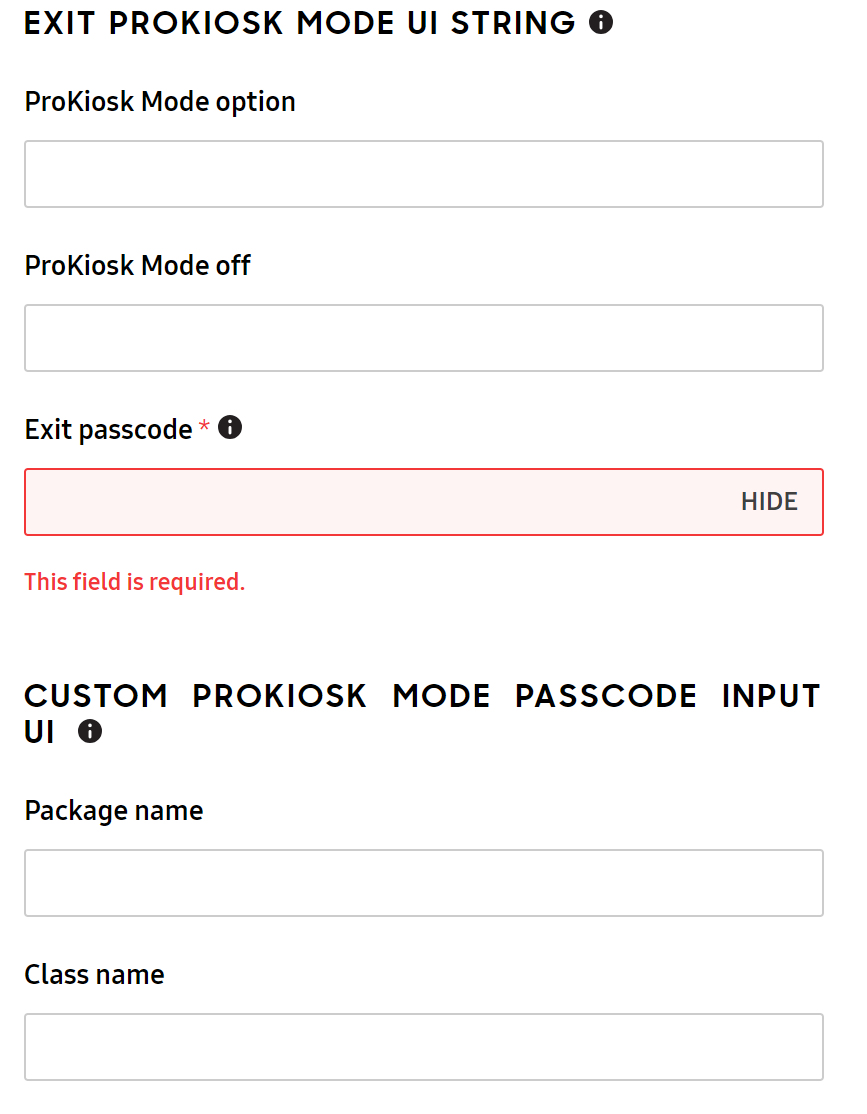 EXIT PROKIOSK MODE UI STRING
ProKiosk Mode option
ProKiosk Mode off
Exit passcode *
HIDE
This field is required.
CUSTOM PROKIOSK MODE PASSCODE INPUT
UI
Package name
Class name